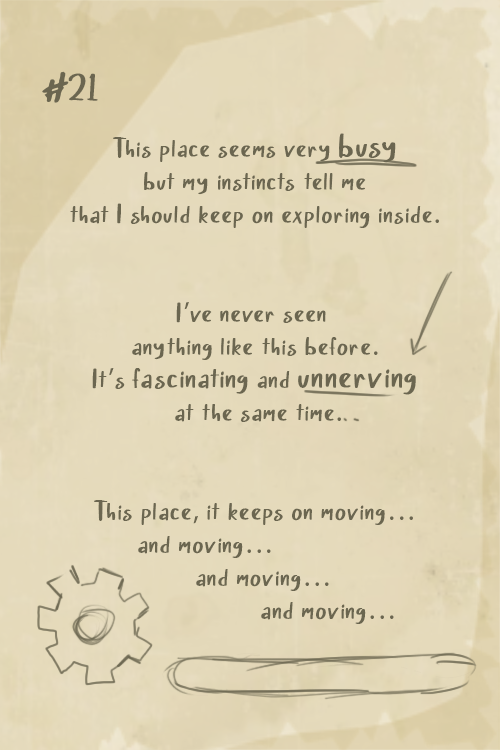 #21
This place seems very busy
but my instincts tell me
that I should keep on exploring inside.
I've never seen
anything like this before.
It's fascinating and unnerving
at the same time...
This place, it keeps on moving...
and moving...
and moving...
and moving...